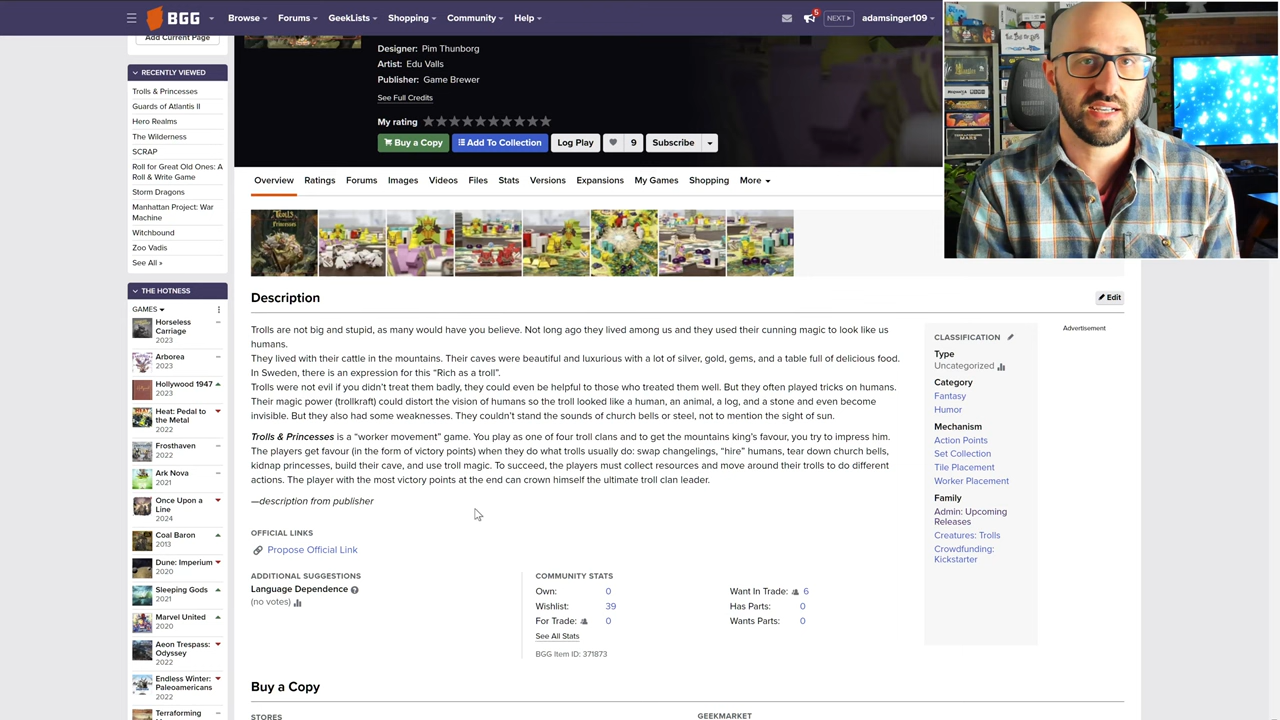 BGG
Browse
Forums
GeekLists
Shopping
Community
Help
5
NEXT
adamsinger109
Add Current Page
RECENTLY VIEWED
Trolls & Princesses
Guards of Atlantis II
Hero Realms
The Wilderness
SCRAP
Roll for Great Old Ones: A
Roll & Write Game
Storm Dragons
Manhattan Project: War
Machine
Witchbound
Zoo Vadis
See All »
THE HOTNESS
GAMES
Horseless
Carriage
2023
Arborea
2023
Hollywood 1947
2023
Heat: Pedal to
the Metal
2022
Frosthaven
2022
Ark Nova
2021
Once Upon a
Line
2024
Coal Baron
2013
Dune: Imperium
2020
Sleeping Gods
2021
Marvel United
2020
Aeon Trespass:
Odyssey
2022
Endless Winter:
Paleoamericans
2022
Terraforming
Designer: Pim Thunborg
Artist: Edu Valls
Publisher: Game Brewer
See Full Credits
My rating
Buy a Copy
Add To Collection
Log Play
9
Subscribe
Overview
Ratings
Forums
Images
Videos
Files
Stats
Versions
Expansions
My Games
Shopping
More
Description
Edit
Trolls are not big and stupid, as many would have you believe. Not long ago they lived among us and they used their cunning magic to look like us
humans.
They lived with their cattle in the mountains. Their caves were beautiful and luxurious with a lot of silver, gold, gems, and a table full of delicious food.
In Sweden, there is an expression for this “Rich as a troll”.
Trolls were not evil if you didn’t treat them badly, they could even be helpful to those who treated them well. But they often played tricks on humans.
Their magic power (trollkraft) could distort the vision of humans so the troll looked like a human, an animal, a log, and a stone and even become
invisible. But they also had some weaknesses. They couldn’t stand the sounds of church bells or steel, not to mention the sight of sun.
Trolls & Princesses is a “worker movement” game. You play as one of four troll clans and to get the mountains king’s favour, you try to impress him.
The players get favour (in the form of victory points) when they do what trolls usually do: swap changelings, “hire” humans, tear down church bells,
kidnap princesses, build their cave, and use troll magic. To succeed, the players must collect resources and move around their trolls to do different
actions. The player with the most victory points at the end can crown himself the ultimate troll clan leader.
—description from publisher
OFFICIAL LINKS
Propose Official Link
ADDITIONAL SUGGESTIONS
Language Dependence
(no votes)
COMMUNITY STATS
Own: 0
Wishlist: 39
For Trade: 0
See All Stats
Want In Trade: 6
Has Parts: 0
Wants Parts: 0
BGG Item ID: 371873
Buy a Copy
STORES
GEEKMARKET
CLASSIFICATION
Type
Uncategorized
Category
Fantasy
Humor
Mechanism
Action Points
Set Collection
Tile Placement
Worker Placement
Family
Admin: Upcoming
Releases
Creatures: Trolls
Crowdfunding:
Kickstarter
Advertisement